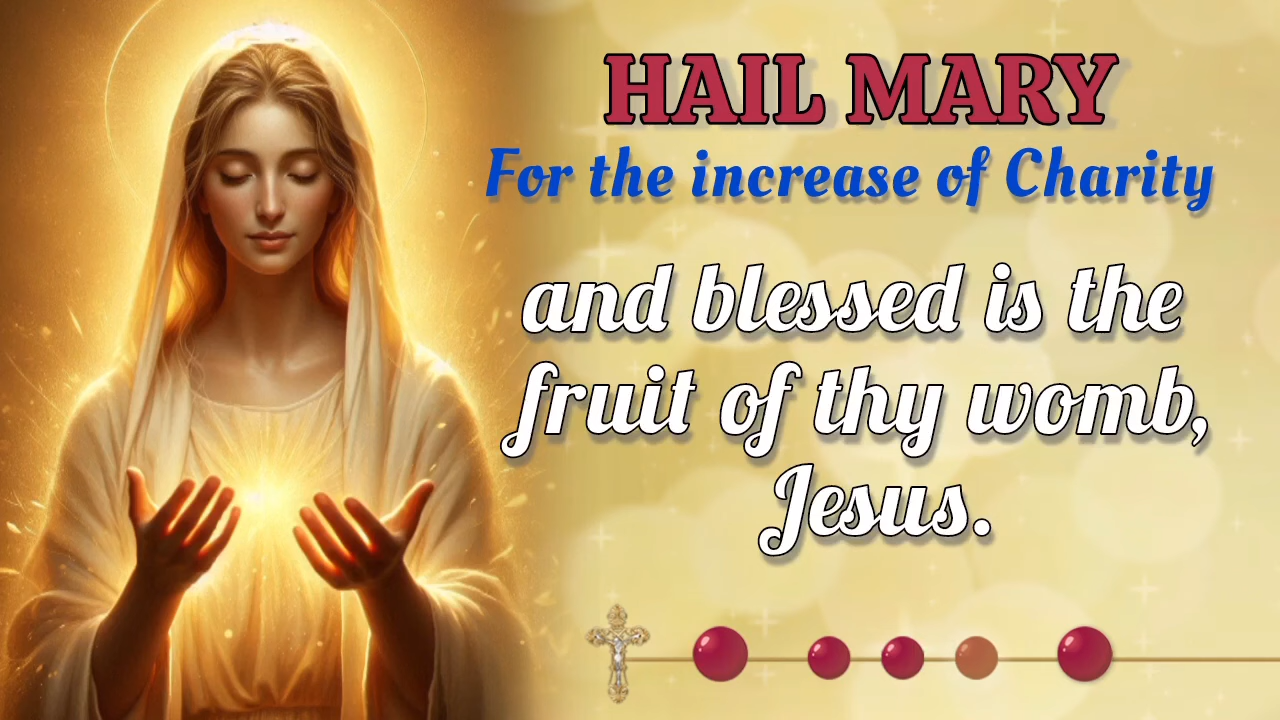 HAIL MARY
For the increase of Charity
and blessed is the
fruit of thy womb,
Jesus.